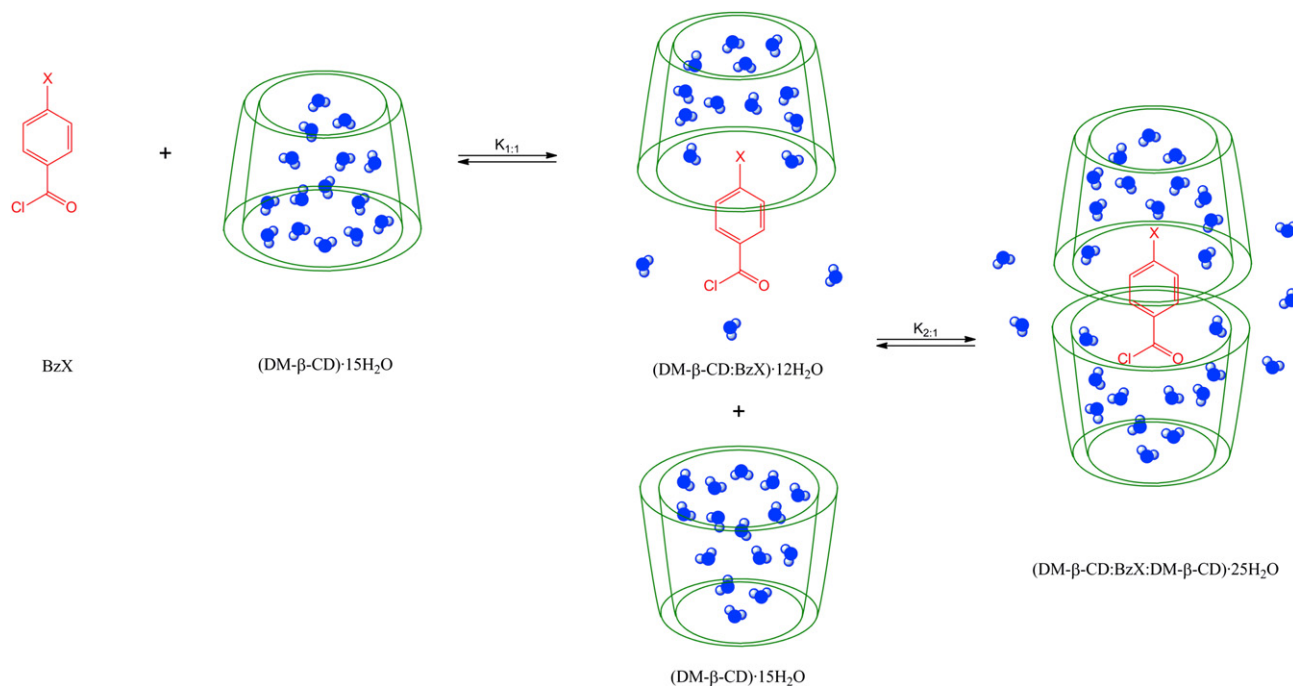 X
Cl
O
+
BzX
(DM-β-CD)·15H₂O
K₁:₁
X
Cl
O
(DM-β-CD:BzX)·12H₂O
+
(DM-β-CD)·15H₂O
K₂:₁
X
Cl
O
(DM-β-CD:BzX:DM-β-CD)·25H₂O